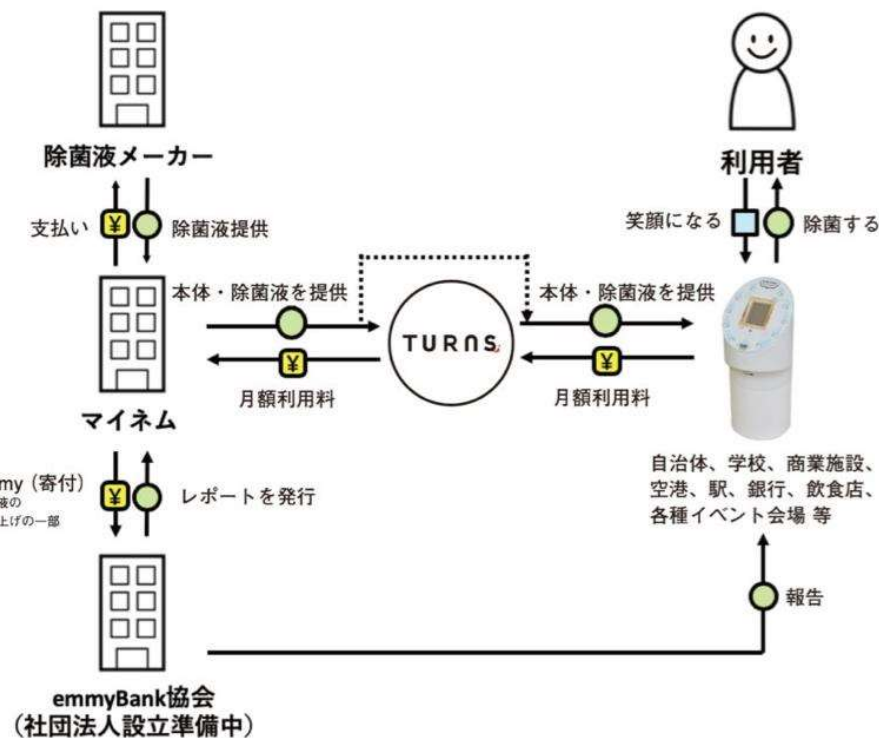 除菌液メーカー
利用者
支払い
¥
除菌液提供
笑顔になる
除菌する
本体・除菌液を提供
本体・除菌液を提供
TURNS
¥
¥
月額利用料
月額利用料
マイネム
my（寄付）
液の
上げの一部
¥
レポートを発行
自治体、学校、商業施設、
空港、駅、銀行、飲食店、
各種イベント会場 等
報告
emmyBank協会
（社団法人設立準備中）